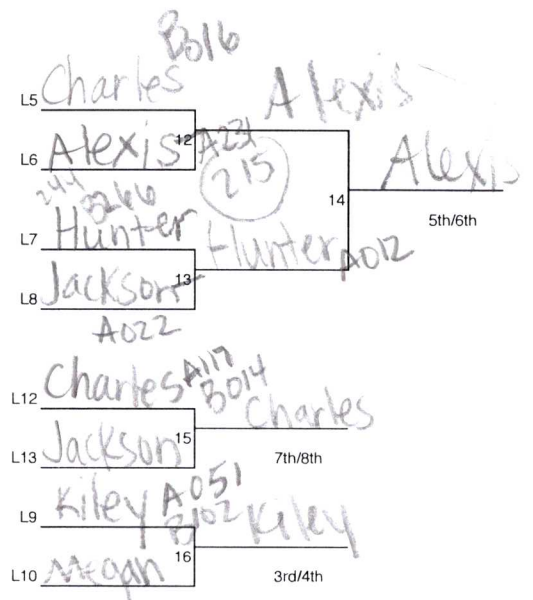 B016
L5 Charles
Alexis
12 A231
L6 Alexis
215
Alexis
14
5th/6th
244 B266
L7 Hunter
Hunter A012
13
L8 Jackson
A022
L12 Charles A117
B014
Charles
15
L13 Jackson
7th/8th
L9 Kiley A051
B102 Kiley
16
L10 Megan
3rd/4th